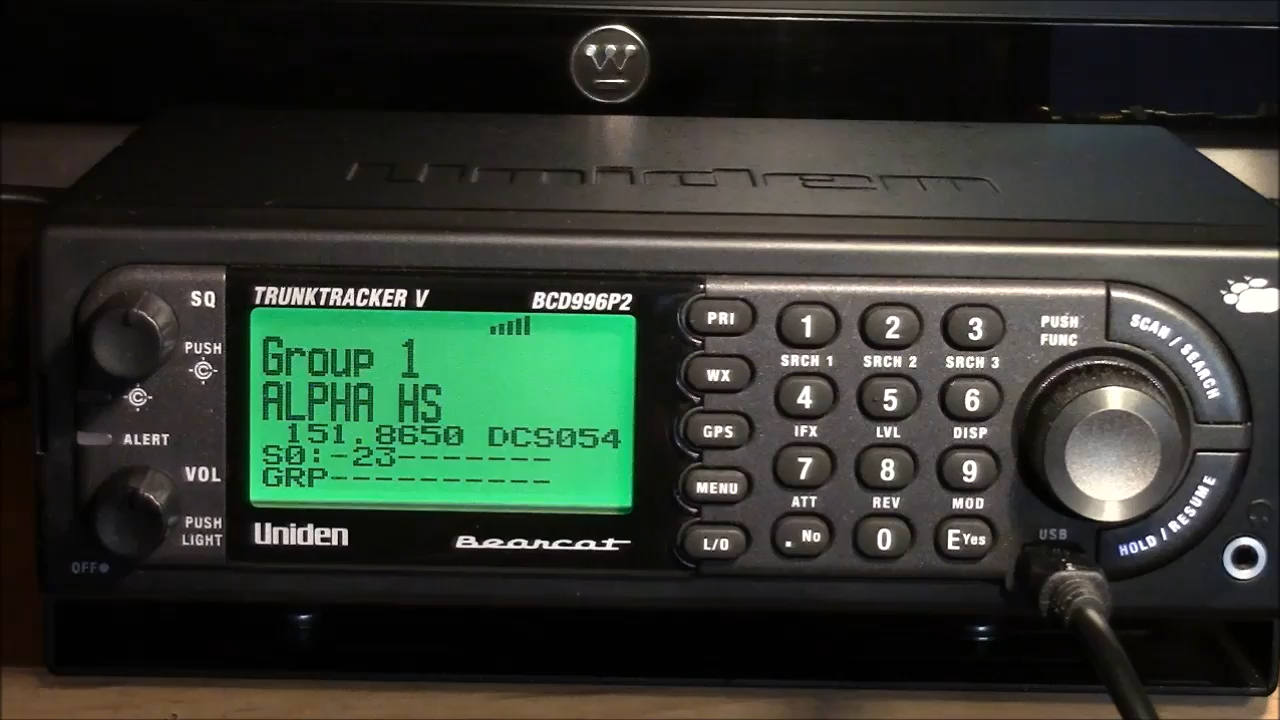 W
uniden
SQ
TRUNKTRACKER V
BCD996P2
PUSH
ALERT
VOL
PUSH
LIGHT
OFF
Group 1
ALPHA HS
151.8650 DCS054
S0:-23-------
GRP----------
Uniden
Bearcat
PRI
WX
GPS
MENU
L/O
1
2
3
SRCH 1
SRCH 2
SRCH 3
4
5
6
IFX
LVL
DISP
7
8
9
ATT
REV
MOD
. No
0
E Yes
PUSH
FUNC
SCAN / SEARCH
HOLD / RESUME
USB